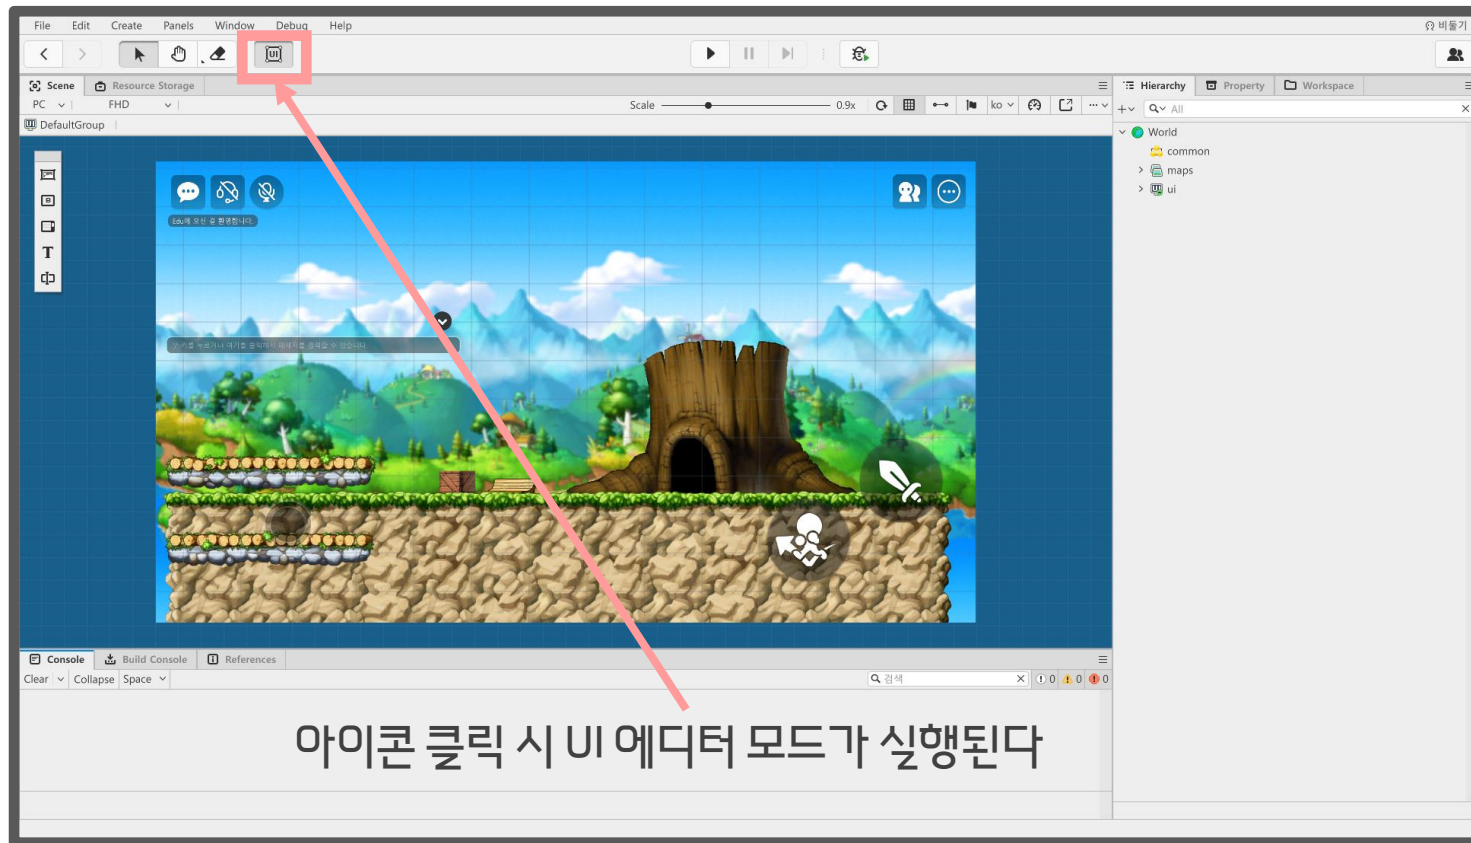 File Edit Create Panels Window Debug Help
비둘기
UI
Scene Resource Storage
Hierarchy Property Workspace
PC FHD Scale 0.9x ko
All
DefaultGroup
World
common
maps
ui
T
Console Build Console References
Clear Collapse Space
검색
0 0 0
아이콘 클릭 시 UI 에디터 모드가 실행된다